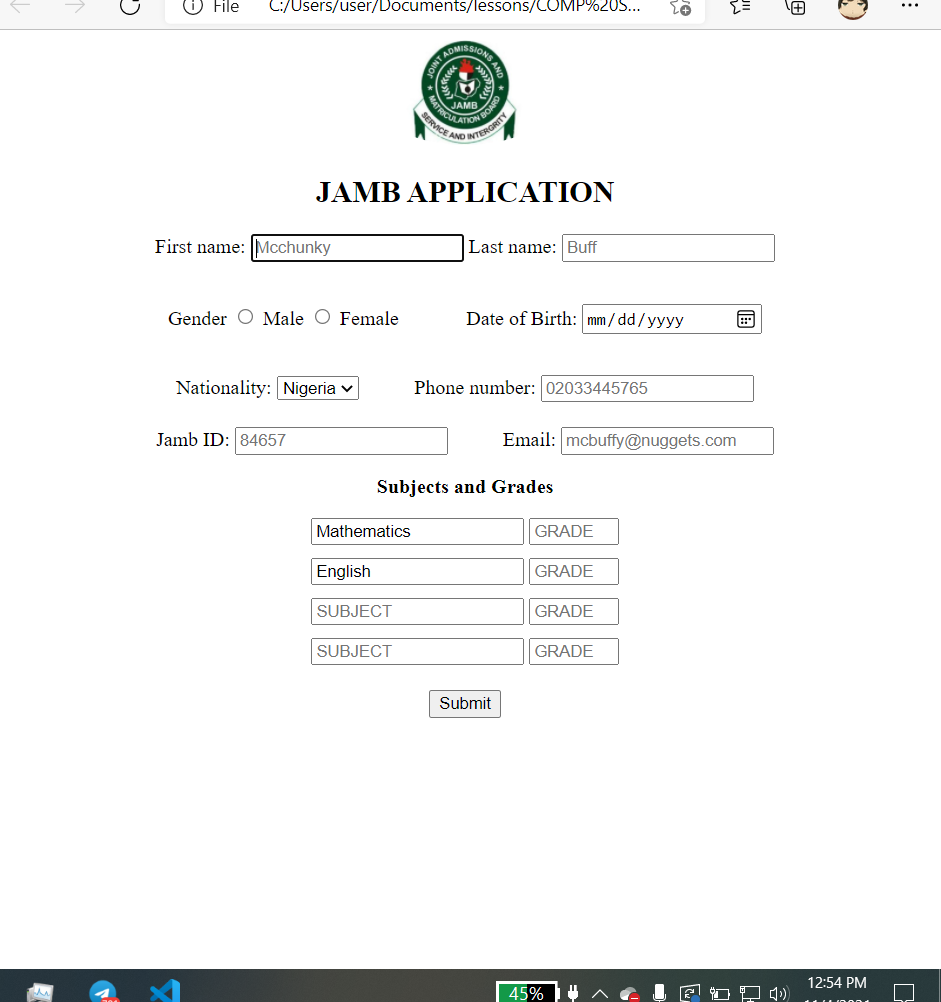 File C:/Users/user/Documents/lessons/COMP%20S...
JOINT ADMISSIONS AND
MATRICULATION BOARD
JAMB
SERVICE AND INTERGRITY
JAMB APPLICATION
First name: Mcchunky Last name: Buff
Gender Male Female Date of Birth: mm/dd/yyyy
Nationality: Nigeria Phone number: 02033445765
Jamb ID: 84657 Email: mcbuffy@nuggets.com
Subjects and Grades
Mathematics GRADE
English GRADE
SUBJECT GRADE
SUBJECT GRADE
Submit
45% 12:54 PM